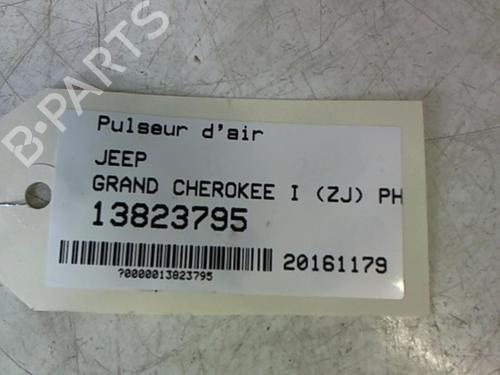 B-PARTS
Pulseur d'air
JEEP
GRAND CHEROKEE I (ZJ) PH
13823795
20161179
?0000013823795